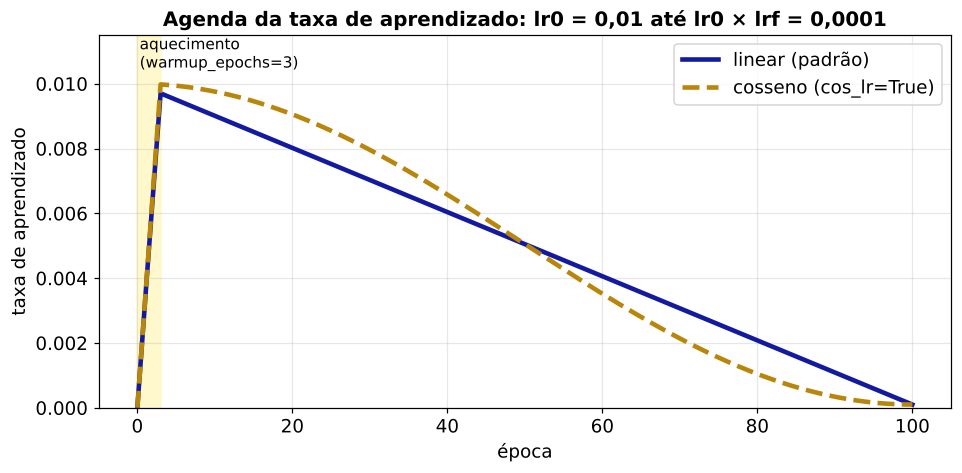 Agenda da taxa de aprendizado: lr0 = 0,01 até lr0 × lrf = 0,0001
aquecimento
(warmup_epochs=3)
linear (padrão)
cosseno (cos_lr=True)
taxa de aprendizado
0.010
0.008
0.006
0.004
0.002
0.000
0
20
40
60
80
100
época